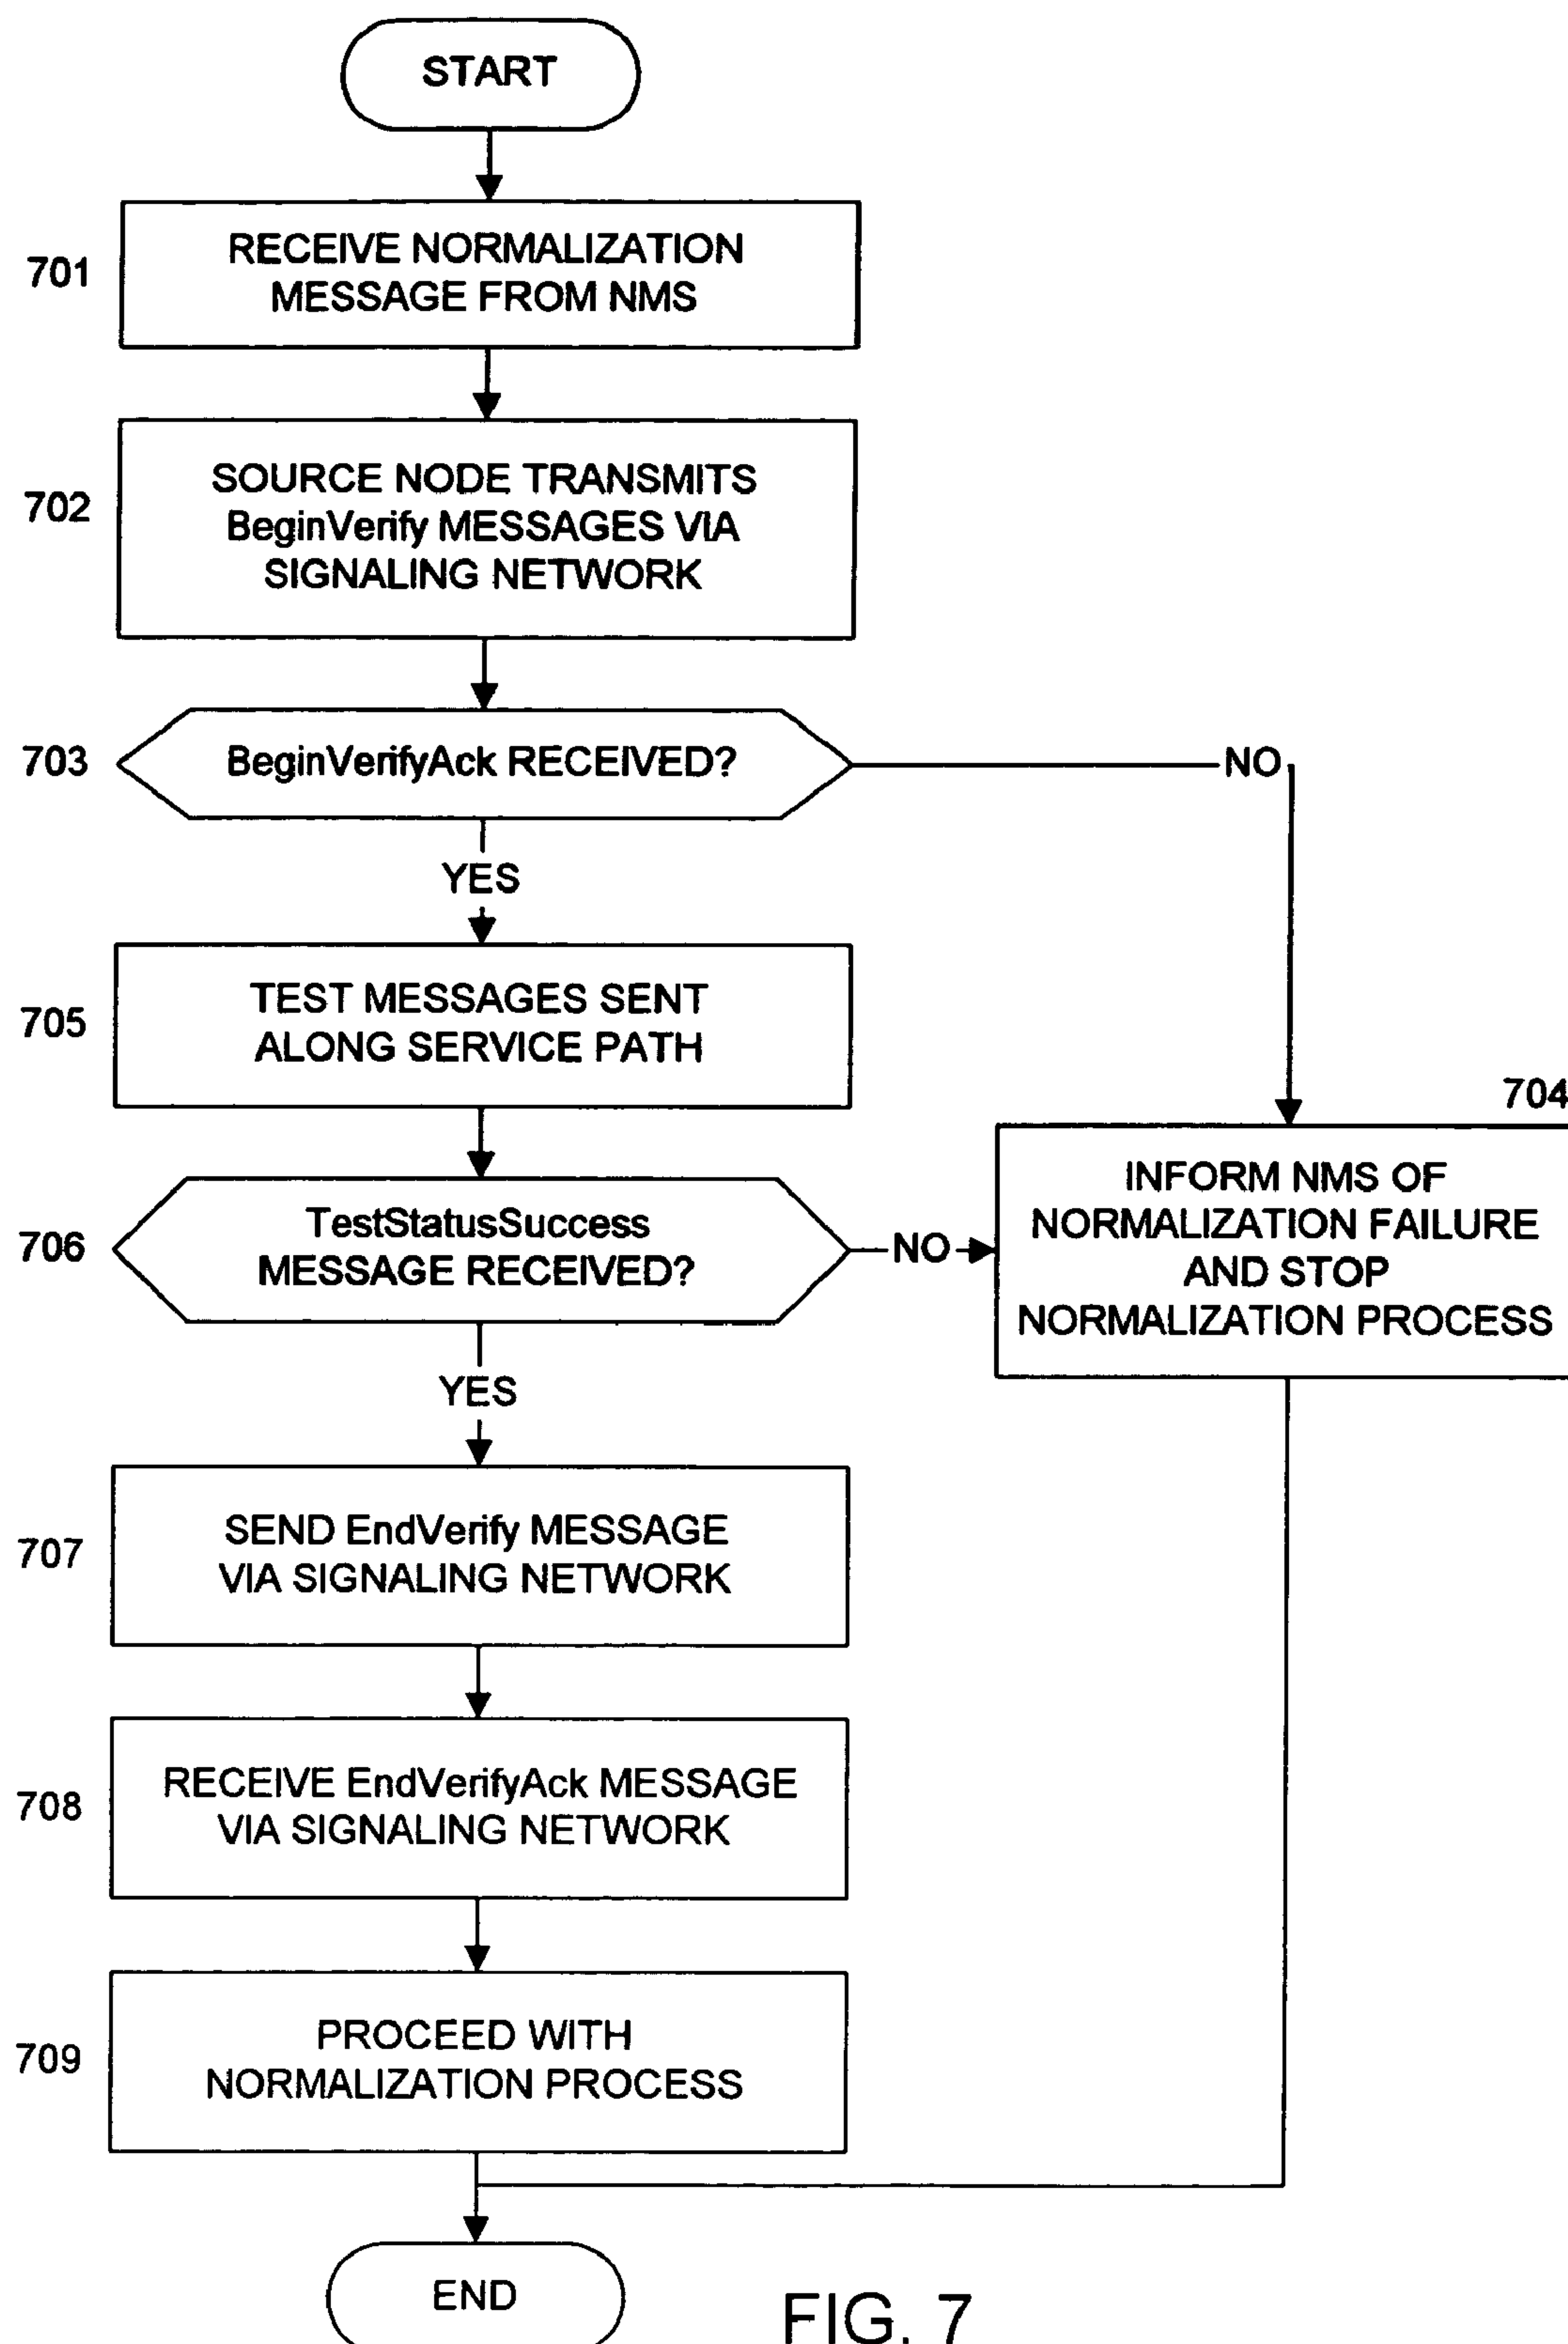 START
701
RECEIVE NORMALIZATION
MESSAGE FROM NMS
702
SOURCE NODE TRANSMITS
BeginVerify MESSAGES VIA
SIGNALING NETWORK
703
BeginVerifyAck RECEIVED?
NO
YES
705
TEST MESSAGES SENT
ALONG SERVICE PATH
704
INFORM NMS OF
NORMALIZATION FAILURE
AND STOP
NORMALIZATION PROCESS
706
TestStatusSuccess
MESSAGE RECEIVED?
NO
YES
707
SEND EndVerify MESSAGE
VIA SIGNALING NETWORK
708
RECEIVE EndVerifyAck MESSAGE
VIA SIGNALING NETWORK
709
PROCEED WITH
NORMALIZATION PROCESS
END
FIG. 7